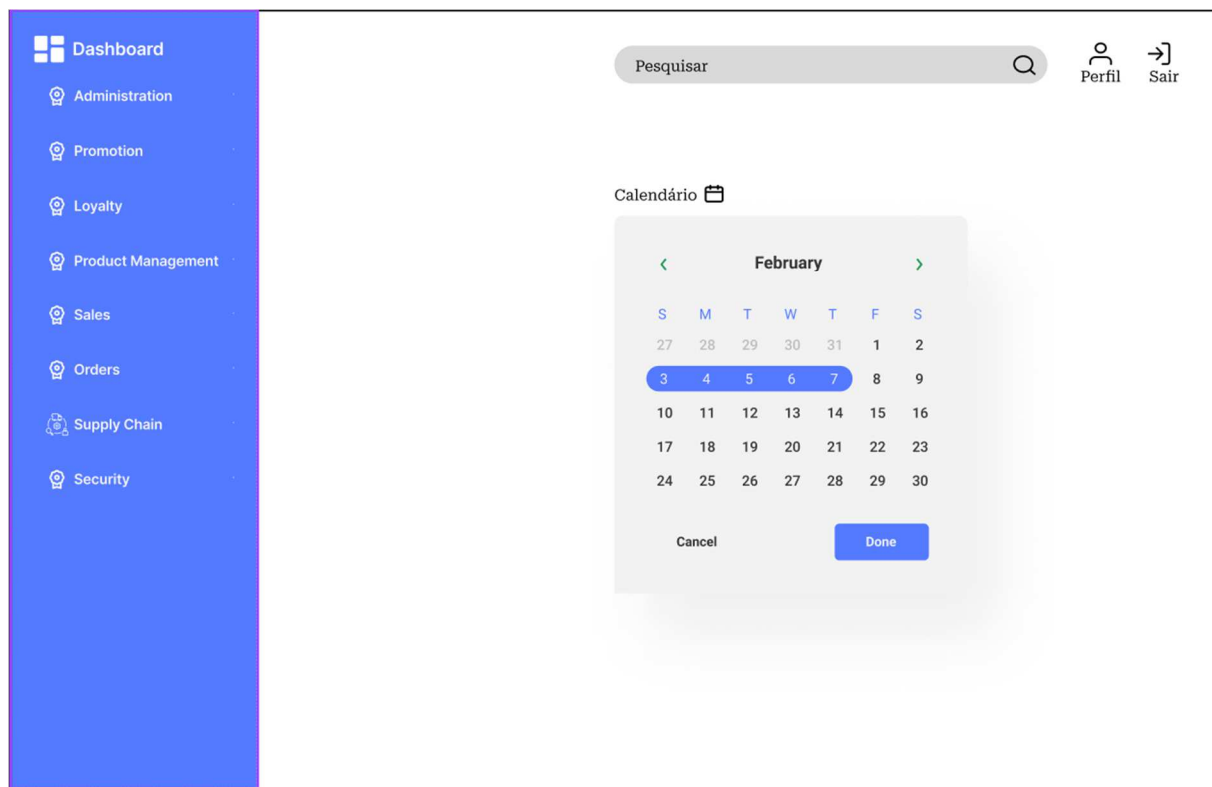 Dashboard
Administration
Promotion
Loyalty
Product Management
Sales
Orders
Supply Chain
Security
Pesquisar
Perfil
Sair
Calendário
February
S M T W T F S
27 28 29 30 31 1 2
3 4 5 6 7 8 9
10 11 12 13 14 15 16
17 18 19 20 21 22 23
24 25 26 27 28 29 30
Cancel
Done